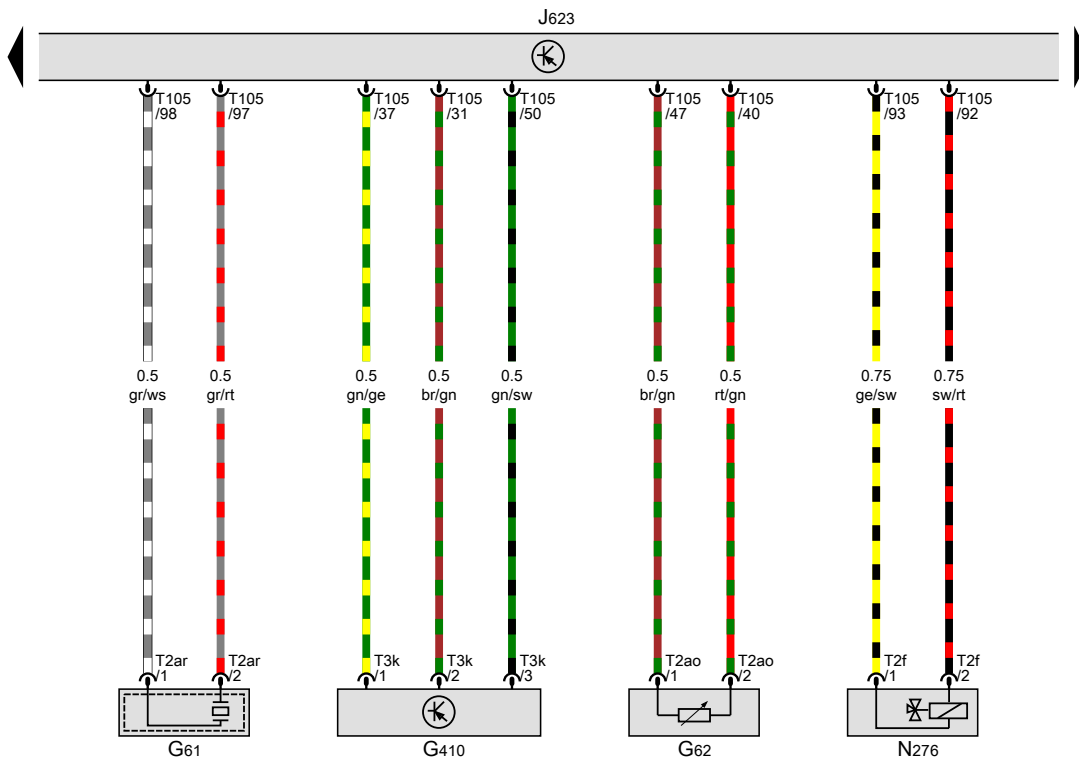 J623
T105 T105 T105 T105 T105 T105 T105 T105 T105
/98 /97 /37 /31 /50 /47 /40 /93 /92
0.5 0.5 0.5 0.5 0.5 0.5 0.5 0.75 0.75
gr/ws gr/rt gn/ge br/gn gn/sw br/gn rt/gn ge/sw sw/rt
T2ar T2ar T3k T3k T3k T2ao T2ao T2f T2f
/1 /2 /1 /2 /3 /1 /2 /1 /2
G61 G410 G62 N276